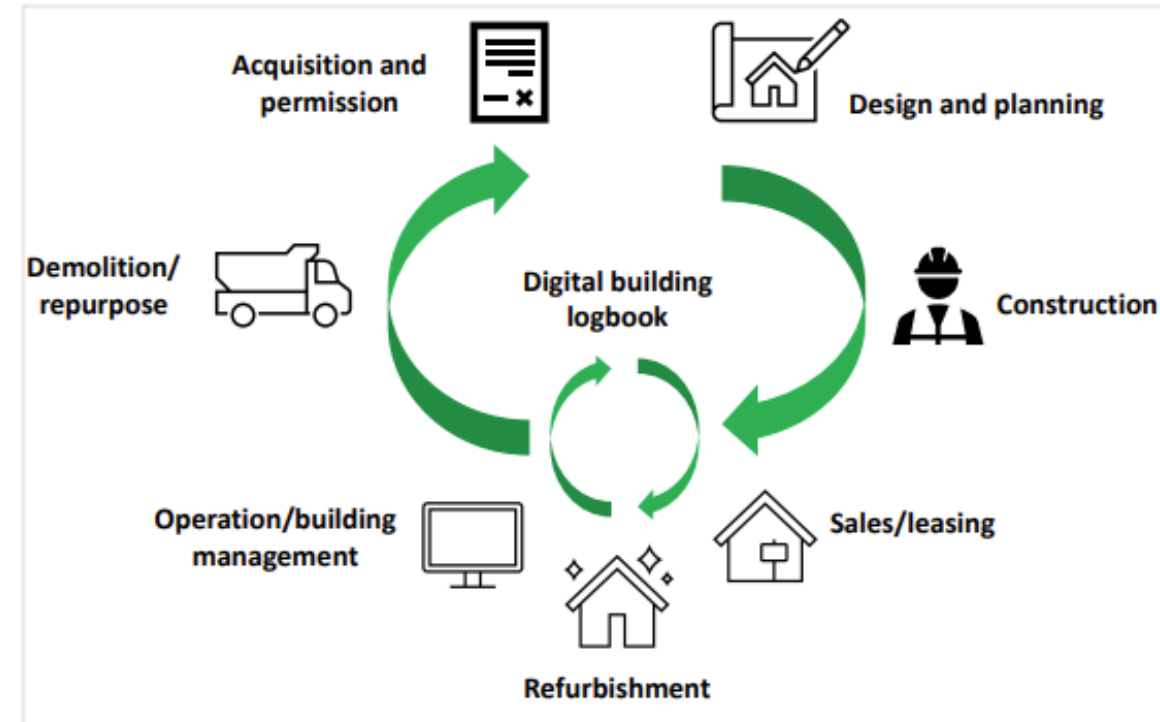 Acquisition and
permission
Design and planning
Demolition/
repurpose
Digital building
logbook
Construction
Operation/building
management
Sales/leasing
Refurbishment